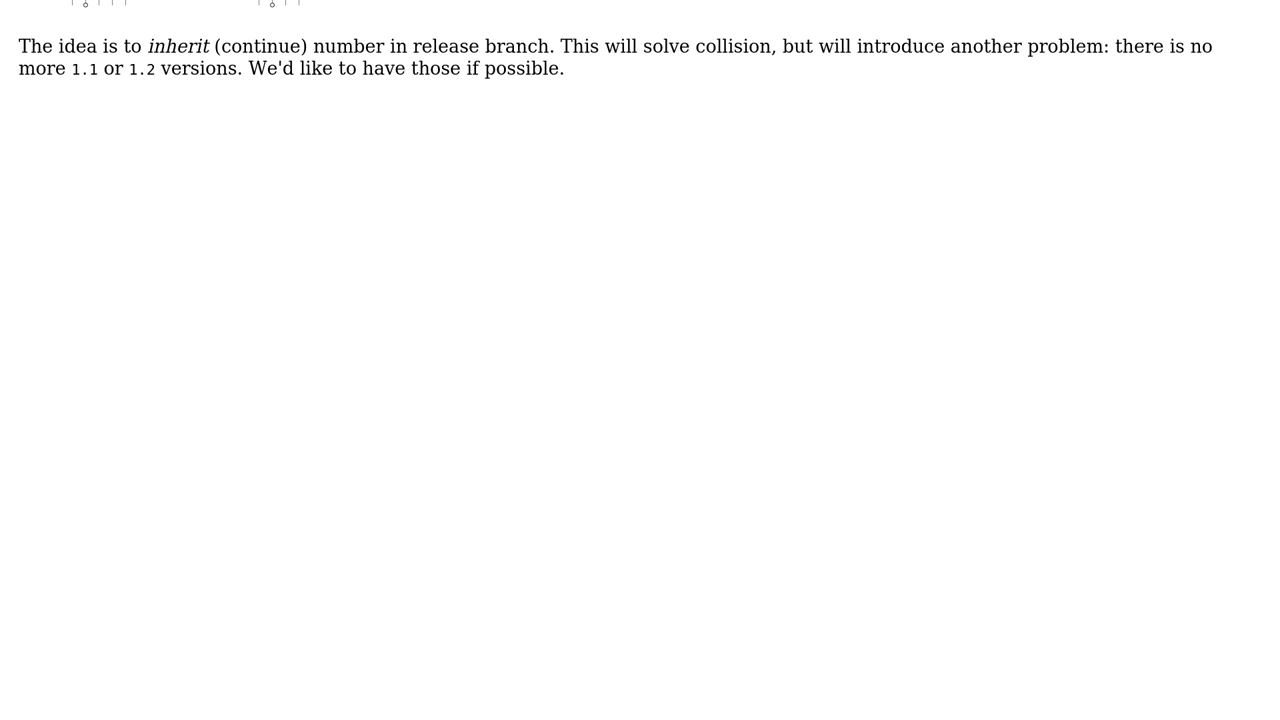 The idea is to inherit (continue) number in release branch. This will solve collision, but will introduce another problem: there is no
more 1.1 or 1.2 versions. We'd like to have those if possible.